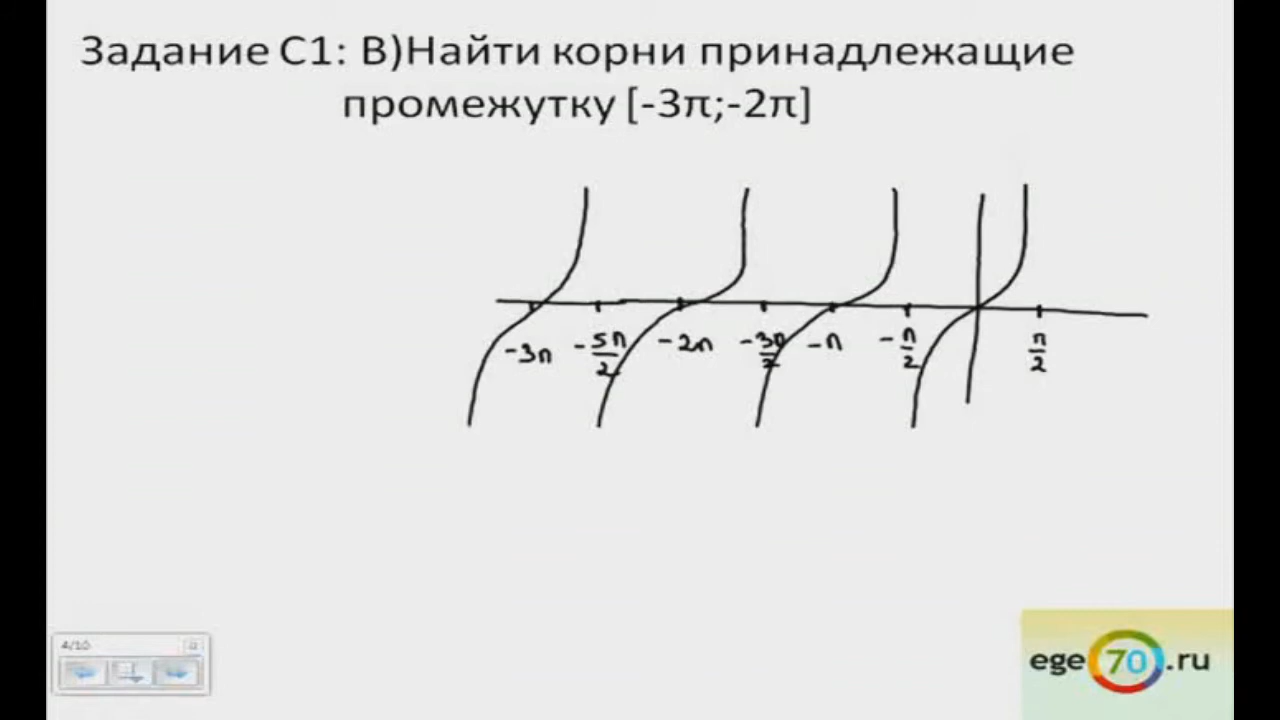 Задание С1: В)Найти корни принадлежащие
промежутку [-3π;-2π]
-3π -5π/2 -2π -3π/2 -π -π/2 π/2
4/10
ege70.ru